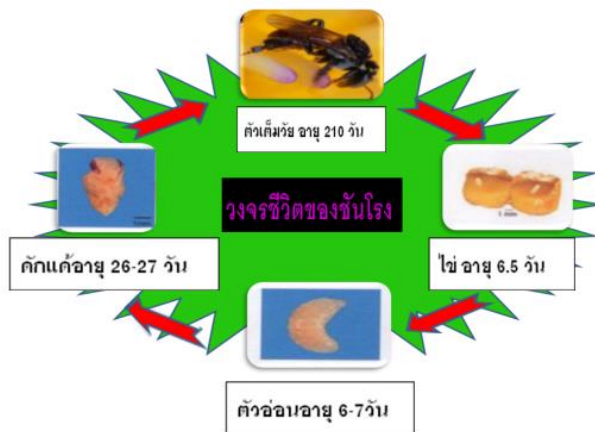 ตัวเต็มวัย อายุ 210 วัน
วงจรชีวิตของชันโรง
ดักแด้อายุ 26-27 วัน
ไข่ อายุ 6.5 วัน
1 mm
ตัวอ่อนอายุ 6-7วัน